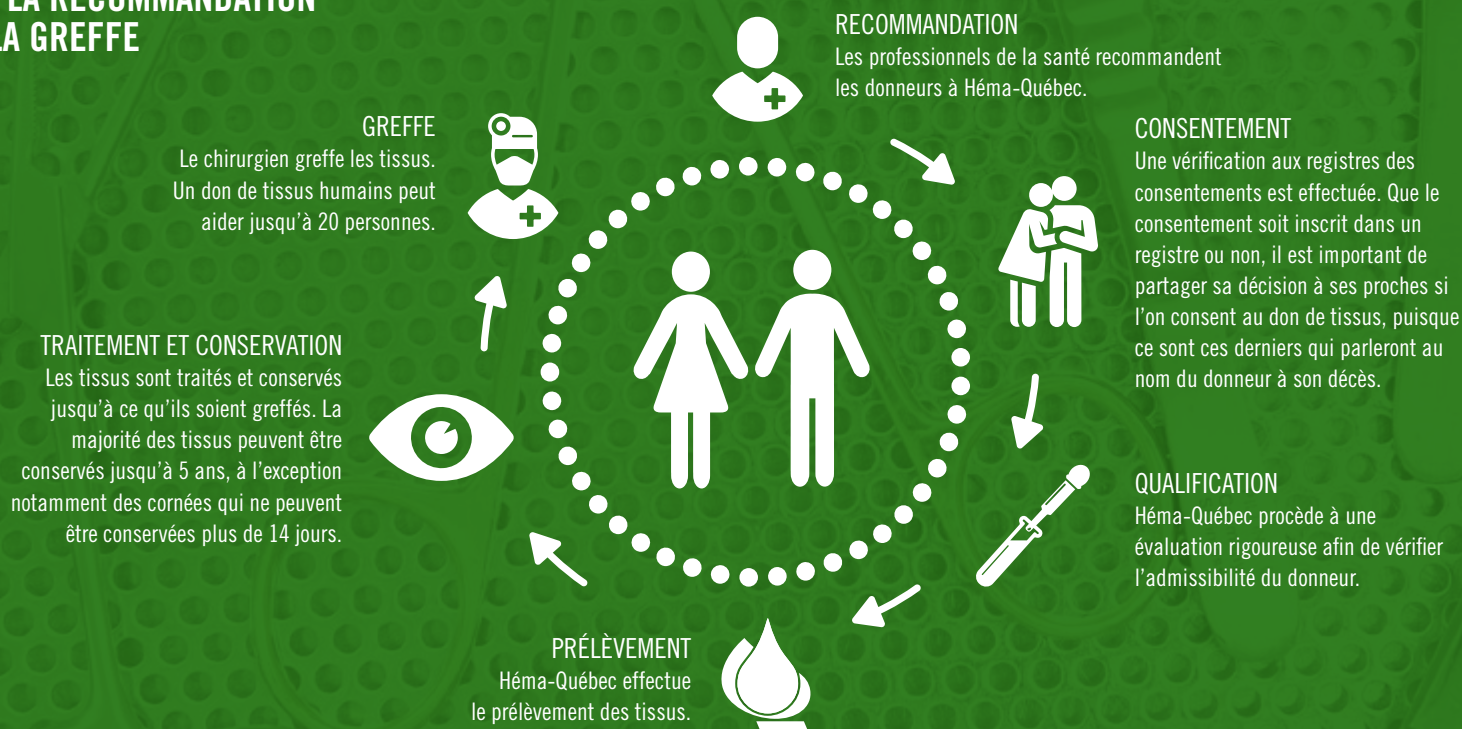 LA RECOMMANDATION
LA GREFFE
RECOMMANDATION
Les professionnels de la santé recommandent
les donneurs à Héma-Québec.
CONSENTEMENT
Une vérification aux registres des
consentements est effectuée. Que le
consentement soit inscrit dans un
registre ou non, il est important de
partager sa décision à ses proches si
l'on consent au don de tissus, puisque
ce sont ces derniers qui parleront au
nom du donneur à son décès.
QUALIFICATION
Héma-Québec procède à une
évaluation rigoureuse afin de vérifier
l'admissibilité du donneur.
PRÉLÈVEMENT
Héma-Québec effectue
le prélèvement des tissus.
TRAITEMENT ET CONSERVATION
Les tissus sont traités et conservés
jusqu'à ce qu'ils soient greffés. La
majorité des tissus peuvent être
conservés jusqu'à 5 ans, à l'exception
notamment des cornées qui ne peuvent
être conservées plus de 14 jours.
GREFFE
Le chirurgien greffe les tissus.
Un don de tissus humains peut
aider jusqu'à 20 personnes.